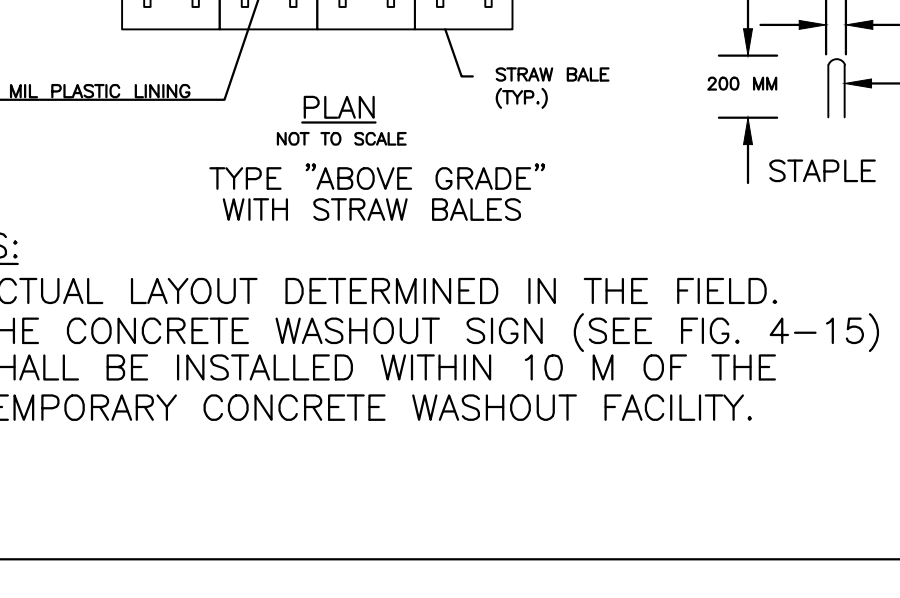 MIL PLASTIC LINING
STRAW BALE
(TYP.)
PLAN
NOT TO SCALE
TYPE "ABOVE GRADE"
WITH STRAW BALES
200 MM
STAPLE
S:
CTUAL LAYOUT DETERMINED IN THE FIELD.
HE CONCRETE WASHOUT SIGN (SEE FIG. 4-15)
HALL BE INSTALLED WITHIN 10 M OF THE
EMPORARY CONCRETE WASHOUT FACILITY.